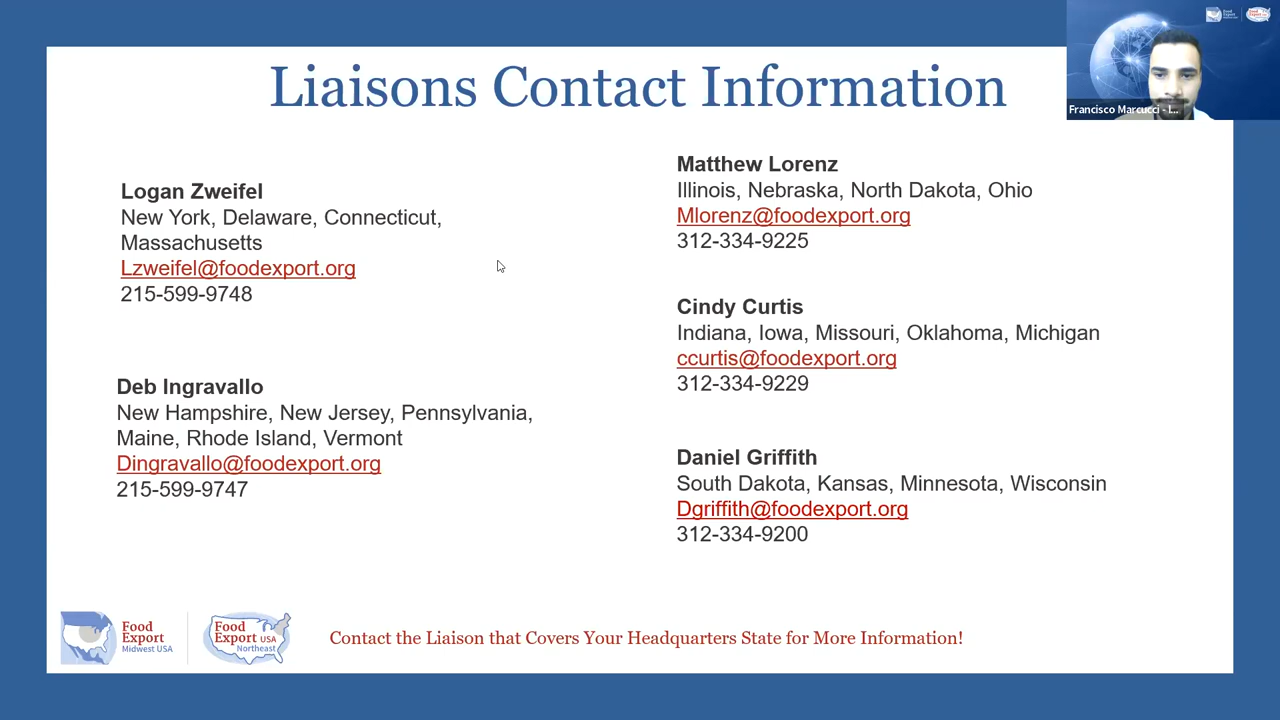 Liaisons Contact Information
Francisco Marcucci - I...
Logan Zweifel
New York, Delaware, Connecticut,
Massachusetts
Lzweifel@foodexport.org
215-599-9748
Deb Ingravallo
New Hampshire, New Jersey, Pennsylvania,
Maine, Rhode Island, Vermont
Dingravallo@foodexport.org
215-599-9747
Matthew Lorenz
Illinois, Nebraska, North Dakota, Ohio
Mlorenz@foodexport.org
312-334-9225
Cindy Curtis
Indiana, Iowa, Missouri, Oklahoma, Michigan
ccurtis@foodexport.org
312-334-9229
Daniel Griffith
South Dakota, Kansas, Minnesota, Wisconsin
Dgriffith@foodexport.org
312-334-9200
Food
Export
Midwest USA
Food
Export USA
Northeast
Contact the Liaison that Covers Your Headquarters State for More Information!